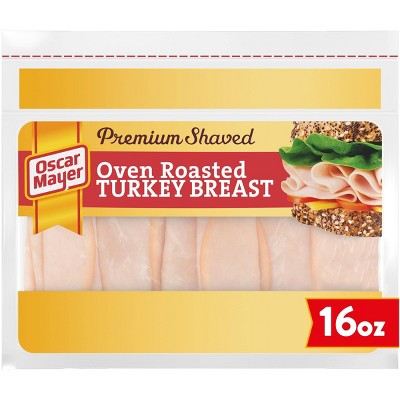 Premium Shaved
Oscar
Mayer
Oven Roasted
TURKEY BREAST
16oz